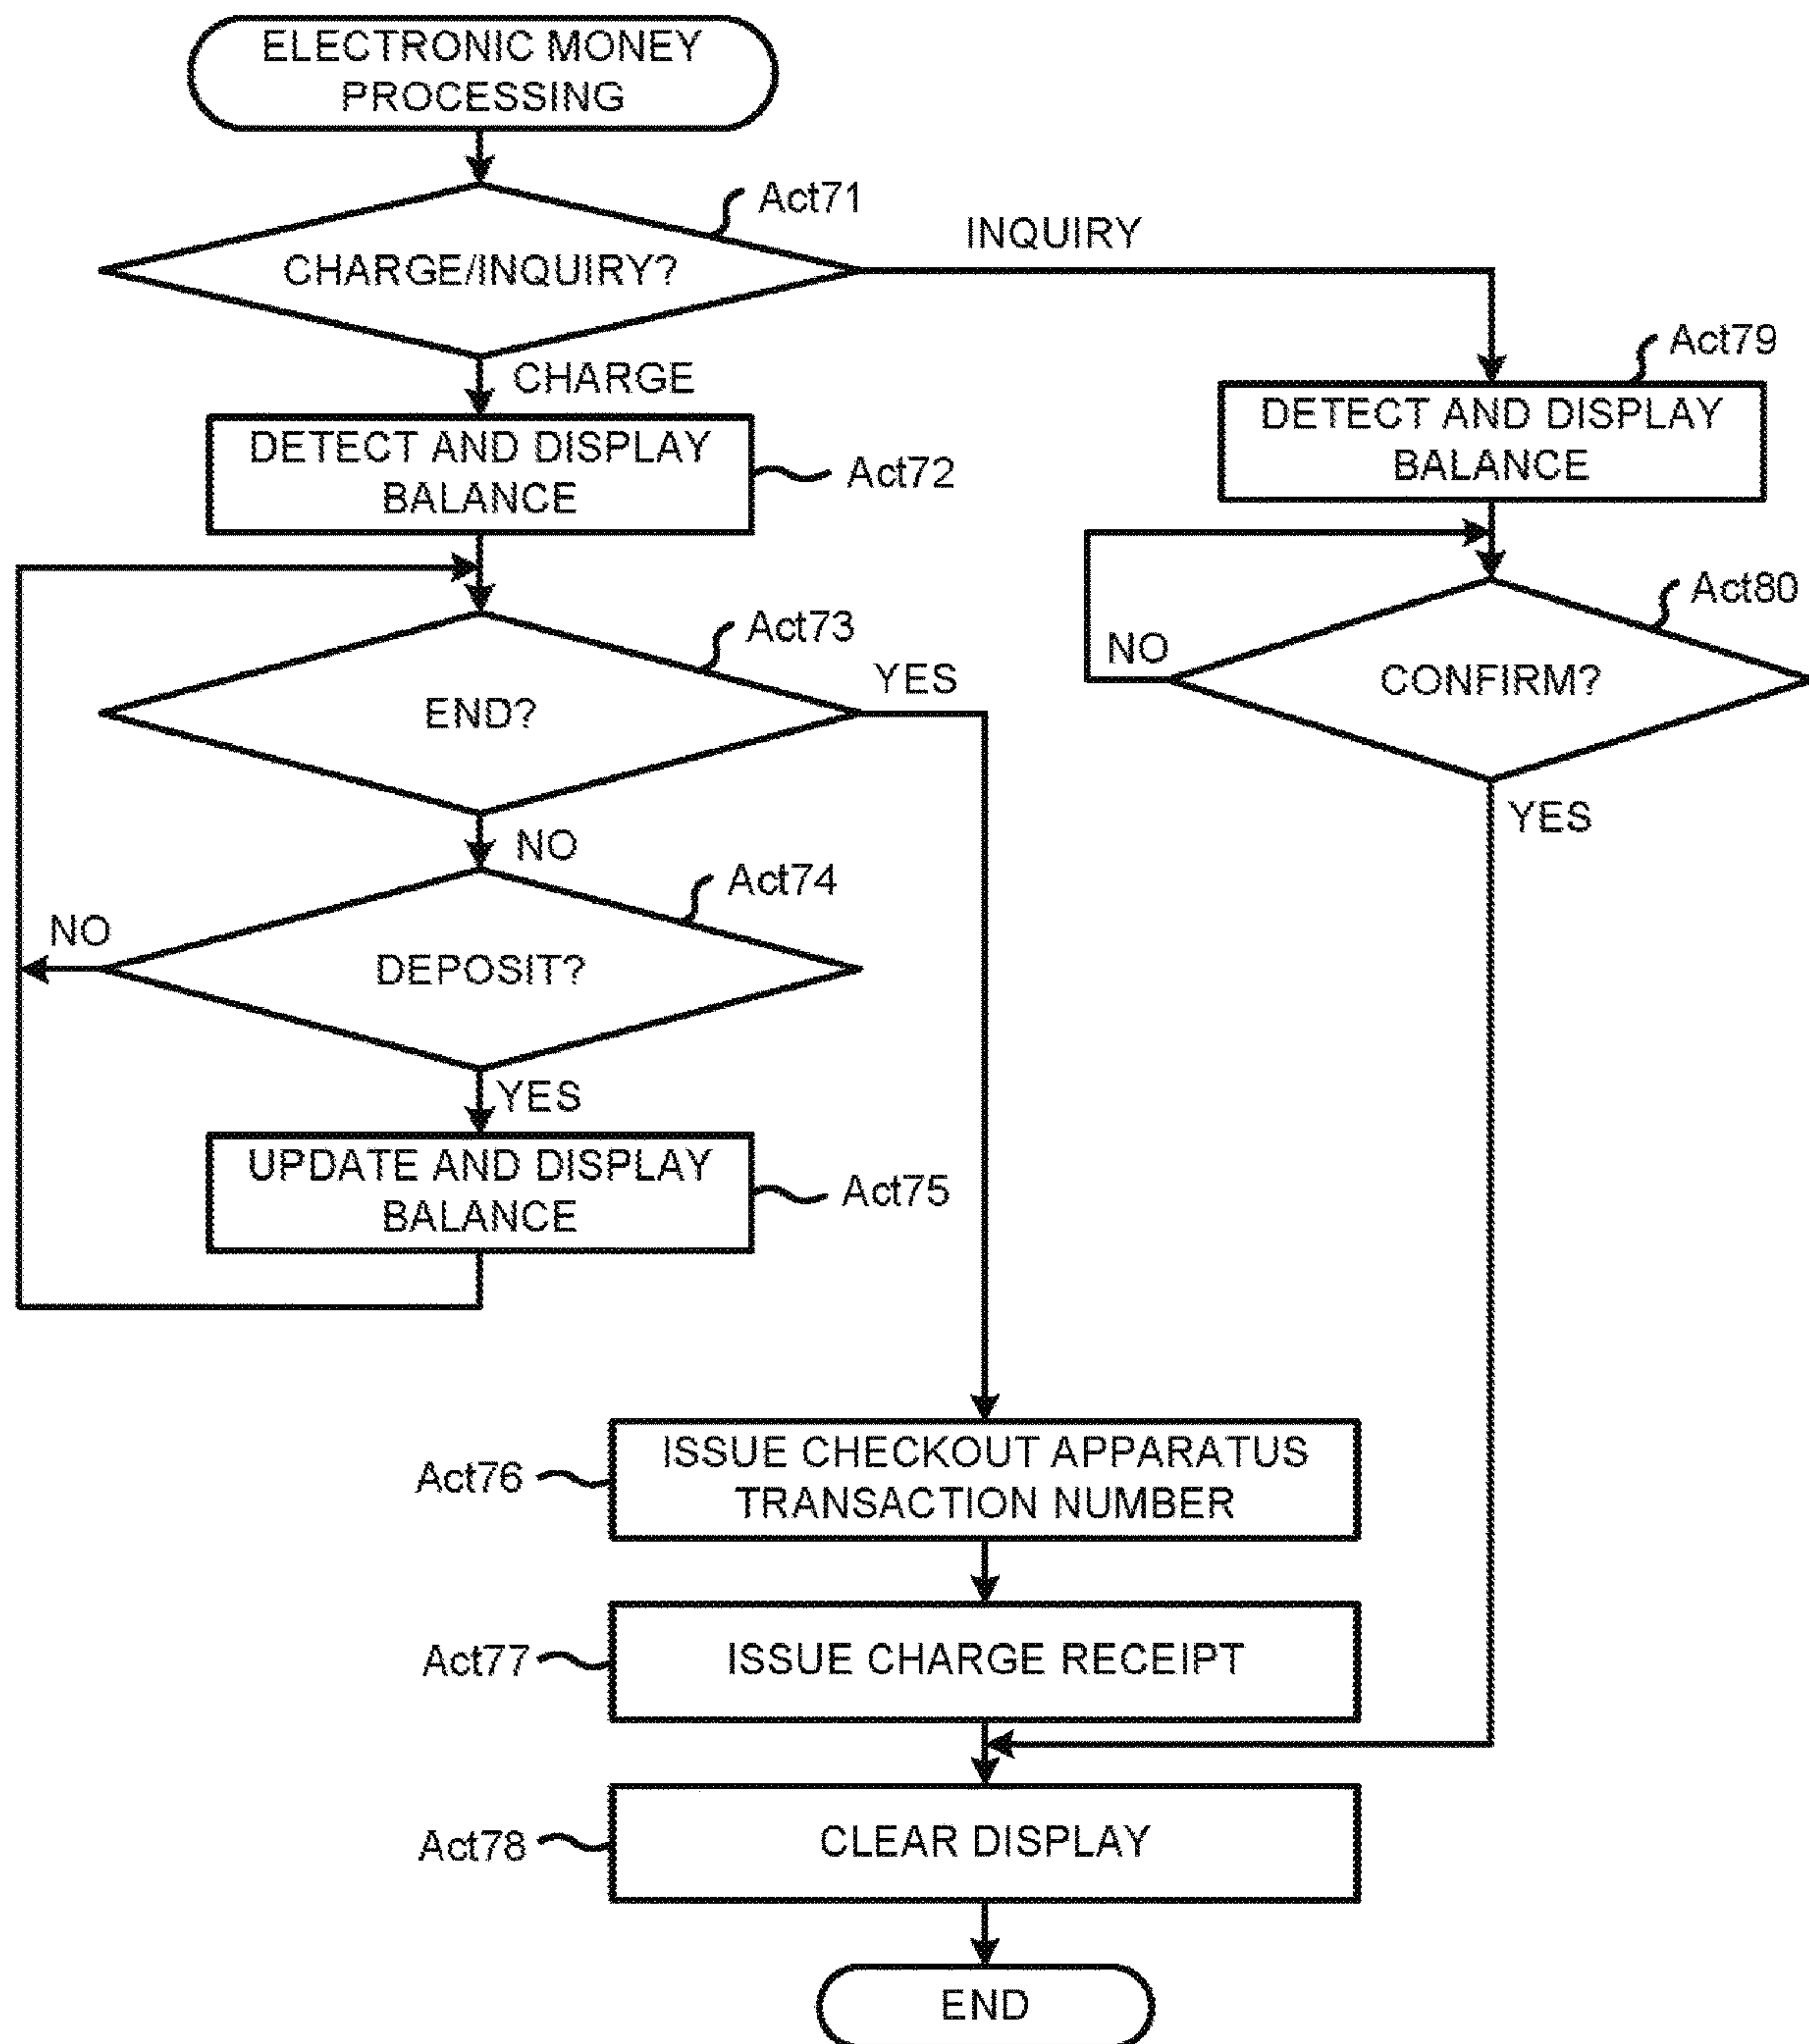 ELECTRONIC MONEY
PROCESSING
Act71
CHARGE/INQUIRY?
INQUIRY
CHARGE
Act79
DETECT AND DISPLAY
BALANCE
DETECT AND DISPLAY
BALANCE
Act72
Act80
NO
CONFIRM?
YES
Act73
END?
YES
NO
Act74
NO
DEPOSIT?
YES
UPDATE AND DISPLAY
BALANCE
Act75
Act76
ISSUE CHECKOUT APPARATUS
TRANSACTION NUMBER
Act77
ISSUE CHARGE RECEIPT
Act78
CLEAR DISPLAY
END